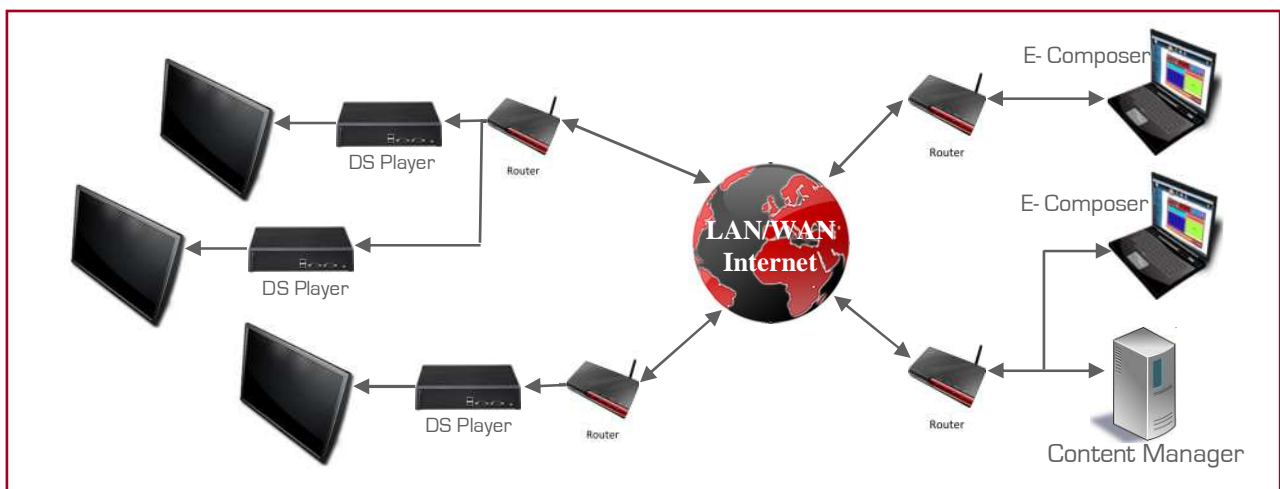 E- Composer
DS Player
Router
Router
E- Composer
DS Player
LAN/WAN
Internet
DS Player
Router
Router
Content Manager